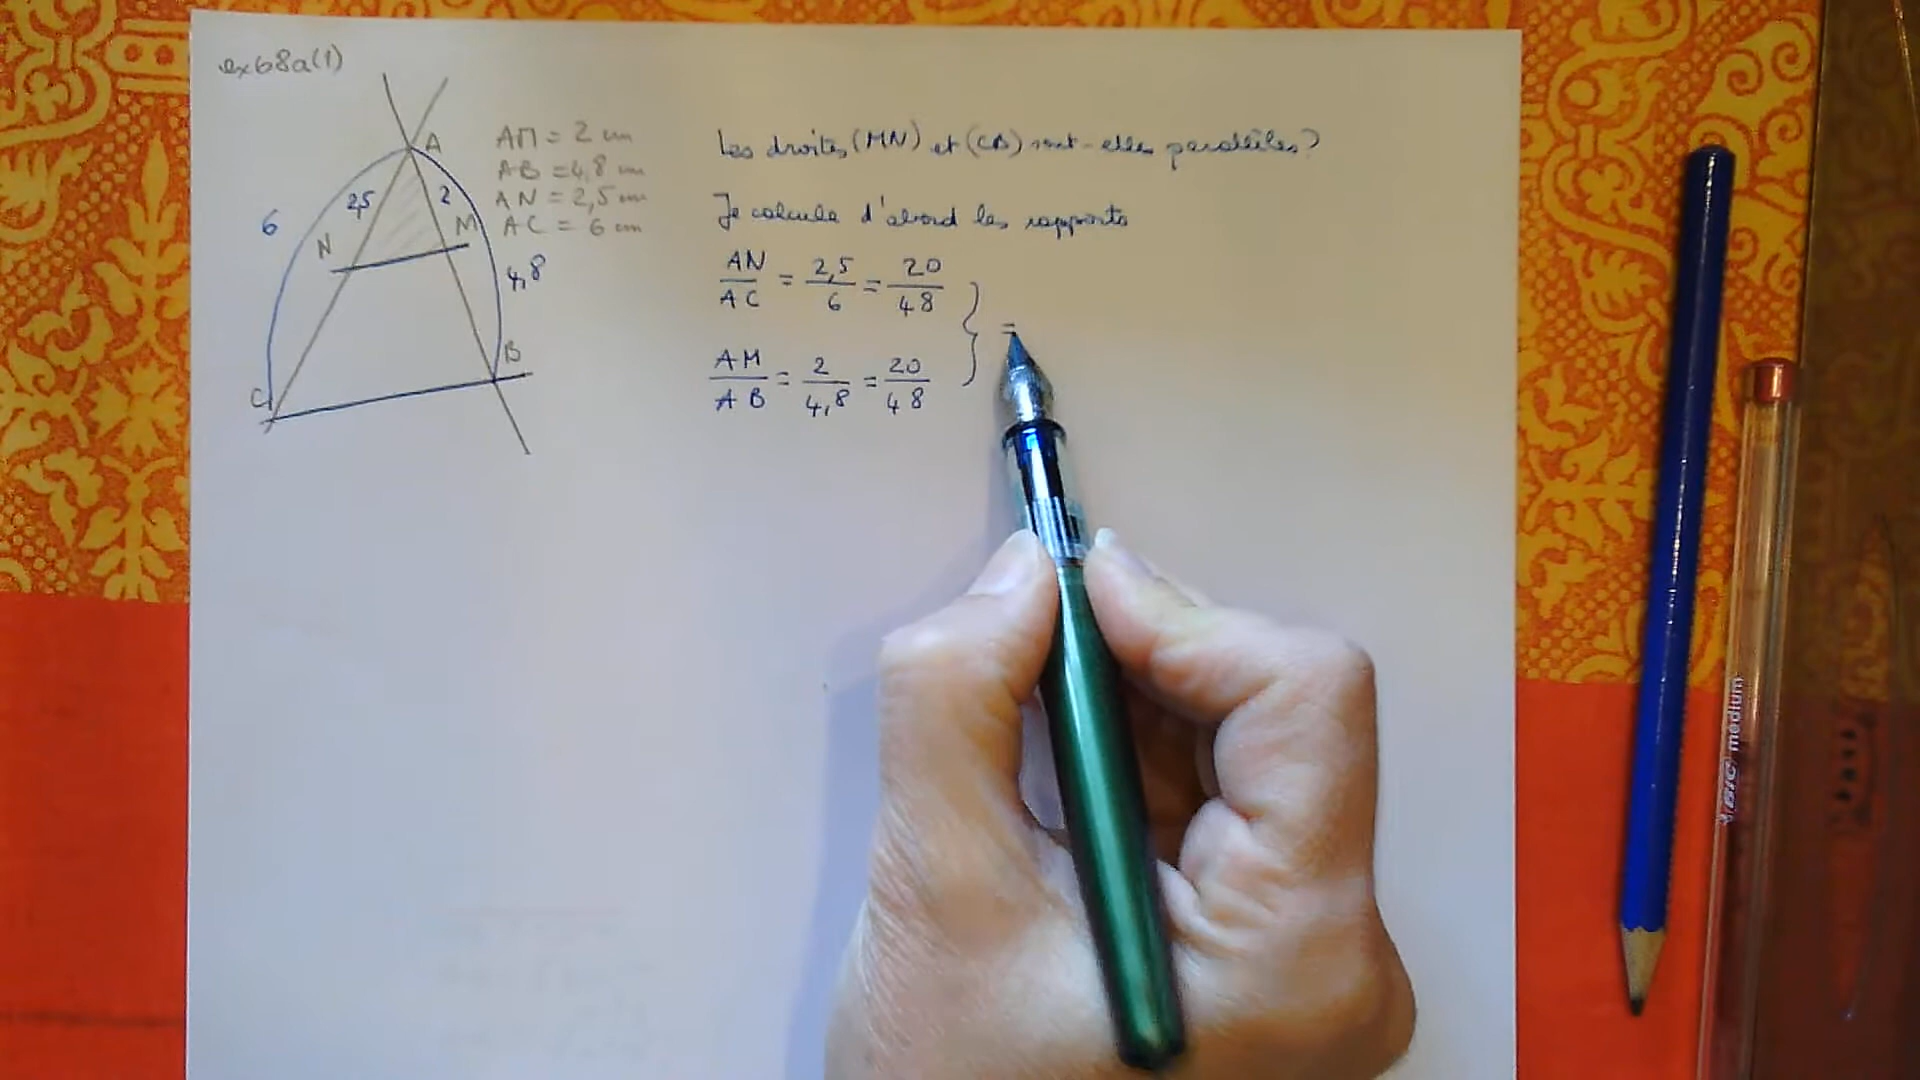 ex68a(1)
A
AM = 2 cm
AB = 4,8 cm
AN = 2,5 cm
AC = 6 cm
6
2,5
2
N
M
4,8
B
C
Les droites (MN) et (CB) sont-elles parallèles?
Je calcule d'abord les rapports
AN/AC = 2,5/6 = 20/48
AM/AB = 2/4,8 = 20/48
} =
BIC medium